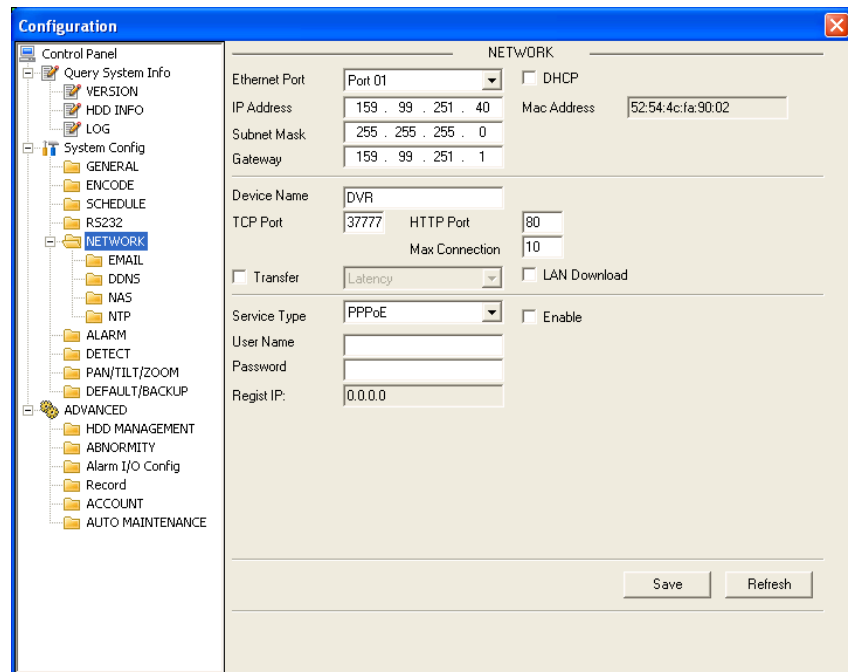 Configuration
Control Panel
Query System Info
VERSION
HDD INFO
LOG
System Config
GENERAL
ENCODE
SCHEDULE
RS232
NETWORK
EMAIL
DDNS
NAS
NTP
ALARM
DETECT
PAN/TILT/ZOOM
DEFAULT/BACKUP
ADVANCED
HDD MANAGEMENT
ABNORMITY
Alarm I/O Config
Record
ACCOUNT
AUTO MAINTENANCE
NETWORK
Ethernet Port Port 01 DHCP
IP Address 159 . 99 . 251 . 40 Mac Address 52:54:4c:fa:90:02
Subnet Mask 255 . 255 . 255 . 0
Gateway 159 . 99 . 251 . 1
Device Name DVR
TCP Port 37777 HTTP Port 80
Max Connection 10
Transfer Latency LAN Download
Service Type PPPoE Enable
User Name
Password
Regist IP: 0.0.0.0
Save Refresh